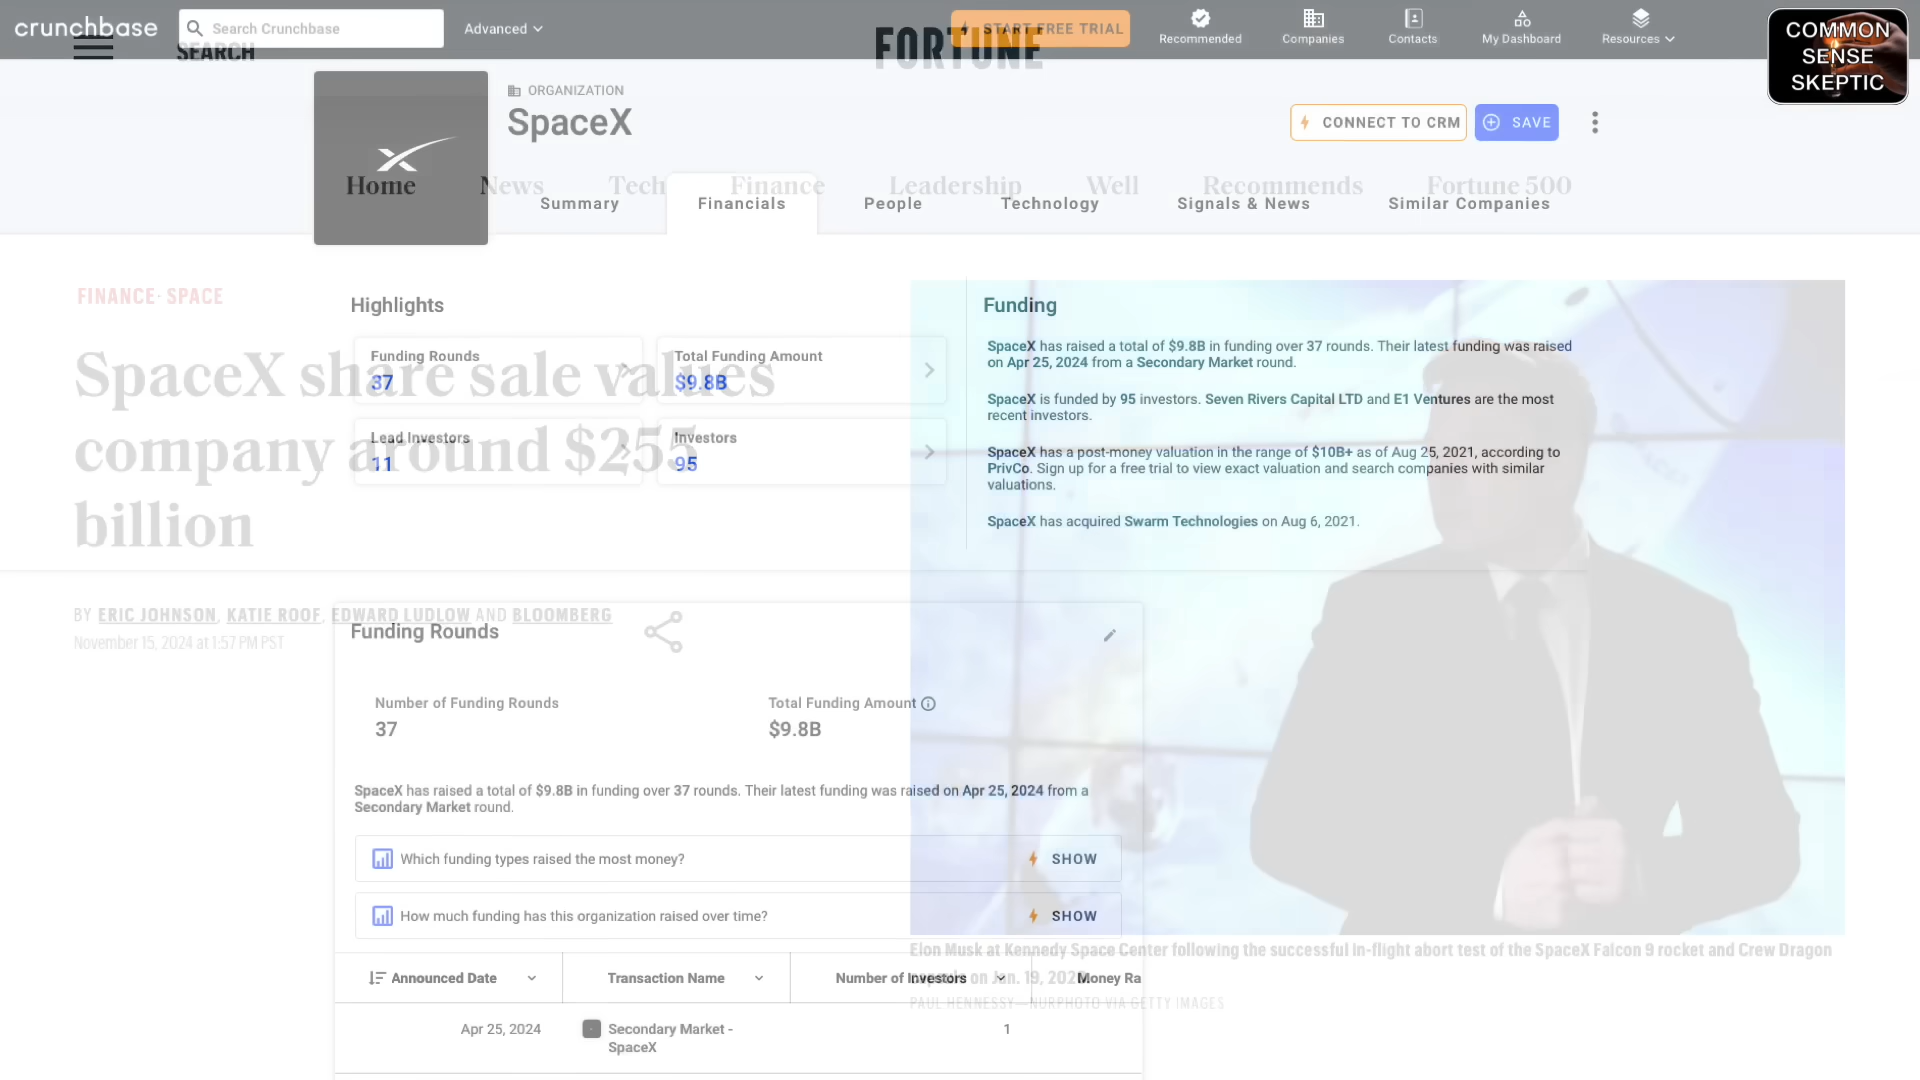 crunchbase
Search Crunchbase
Advanced
START FREE TRIAL
Recommended
Companies
Contacts
My Dashboard
Resources
SEARCH
FORTUNE
COMMON
SENSE
SKEPTIC
ORGANIZATION
SpaceX
CONNECT TO CRM
SAVE
Home
News
Tech
Finance
Leadership
Well
Recommends
Fortune 500
Summary
Financials
People
Technology
Signals & News
Similar Companies
FINANCE · SPACE
SpaceX share sale values
company around $255
billion
BY ERIC JOHNSON, KATIE ROOF, EDWARD LUDLOW AND BLOOMBERG
November 15, 2024 at 1:57 PM PST
Highlights
Funding Rounds
37
Total Funding Amount
$9.8B
Lead Investors
11
Investors
95
Funding
SpaceX has raised a total of $9.8B in funding over 37 rounds. Their latest funding was raised
on Apr 25, 2024 from a Secondary Market round.
SpaceX is funded by 95 investors. Seven Rivers Capital LTD and E1 Ventures are the most
recent investors.
SpaceX has a post-money valuation in the range of $10B+ as of Aug 25, 2021, according to
PrivCo. Sign up for a free trial to view exact valuation and search companies with similar
valuations.
SpaceX has acquired Swarm Technologies on Aug 6, 2021.
Funding Rounds
Number of Funding Rounds
37
Total Funding Amount
$9.8B
SpaceX has raised a total of $9.8B in funding over 37 rounds. Their latest funding was raised on Apr 25, 2024 from a
Secondary Market round.
Which funding types raised the most money?
SHOW
How much funding has this organization raised over time?
SHOW
Announced Date
Transaction Name
Number of Investors
Money Ra
Apr 25, 2024
Secondary Market -
SpaceX
1
Elon Musk at Kennedy Space Center following the successful in-flight abort test of the SpaceX Falcon 9 rocket and Crew Dragon
on Jan. 19,
PAUL HENNESSY—NURPHOTO VIA GETTY IMAGES